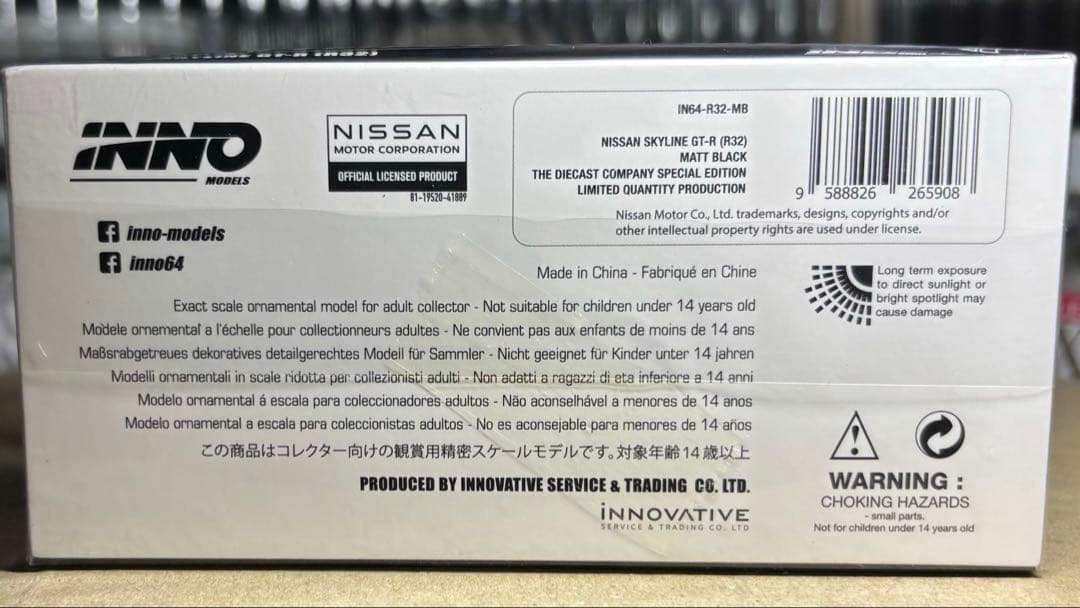 INNO
MODELS
NISSAN
MOTOR CORPORATION
OFFICIAL LICENSED PRODUCT
81-19520-41889
inno-models
inno64
IN64-R32-MB
NISSAN SKYLINE GT-R (R32)
MATT BLACK
THE DIECAST COMPANY SPECIAL EDITION
LIMITED QUANTITY PRODUCTION
9 588826 265908
Nissan Motor Co., Ltd. trademarks, designs, copyrights and/or
other intellectual property rights are used under license.
Made in China - Fabriqué en Chine
Long term exposure
to direct sunlight or
bright spotlight may
cause damage
Exact scale ornamental model for adult collector - Not suitable for children under 14 years old
Modele ornemental a l'échelle pour collectionneurs adultes - Ne convient pas aux enfants de moins de 14 ans
Maßsrabgetreues dekoratives detailgerechtes Modell für Sammler - Nicht geeignet für Kinder unter 14 jahren
Modelli ornamentali in scale ridotta per collezionisti adulti - Non adatti a ragazzi di eta inferiore a 14 anni
Modelo ornamental á escala para coleccionadores adultos - Não aconselhável a menores de 14 anos
Modelo ornamental a escala para coleccionistas adultos - No es aconsejable para menores de 14 años
この商品はコレクター向けの観賞用精密スケールモデルです。対象年齢14歳以上
PRODUCED BY INNOVATIVE SERVICE & TRADING CO. LTD.
INNOVATIVE
SERVICE & TRADING CO. LTD
WARNING :
CHOKING HAZARDS
- small parts.
Not for children under 14 years old